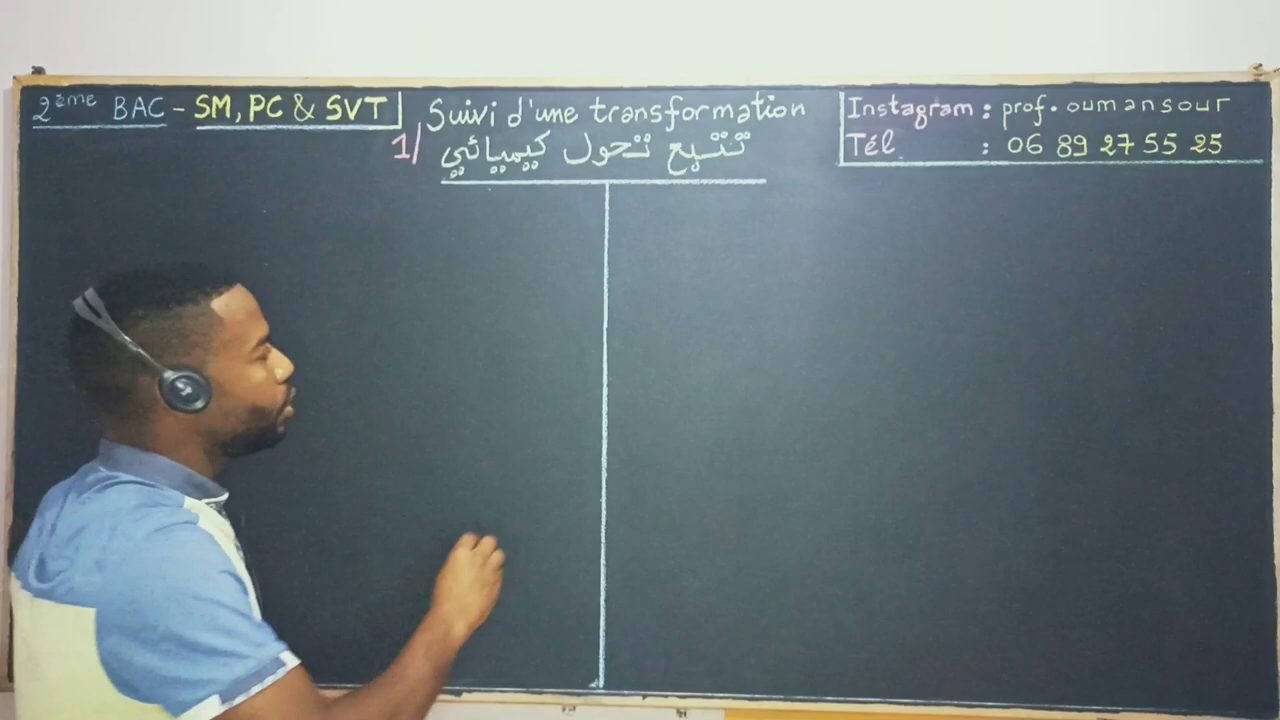 2ème BAC - SM, PC & SVT
Suivi d'une transformation
1/ تتبع تحول كيميائي
Instagram : prof.oumansour
Tél : 06 89 27 55 25